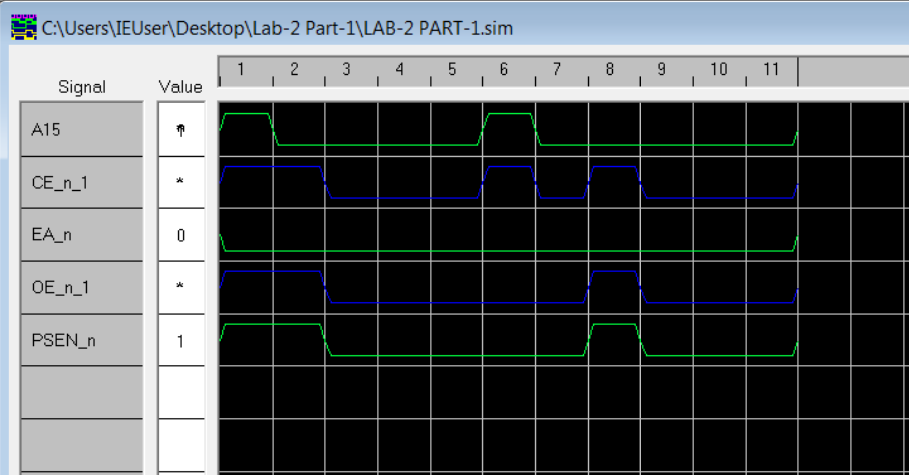 C:\Users\IEUser\Desktop\Lab-2 Part-1\LAB-2 PART-1.sim
Signal Value 1 2 3 4 5 6 7 8 9 10 11
A15
CE_n_1 *
EA_n 0
OE_n_1 *
PSEN_n 1